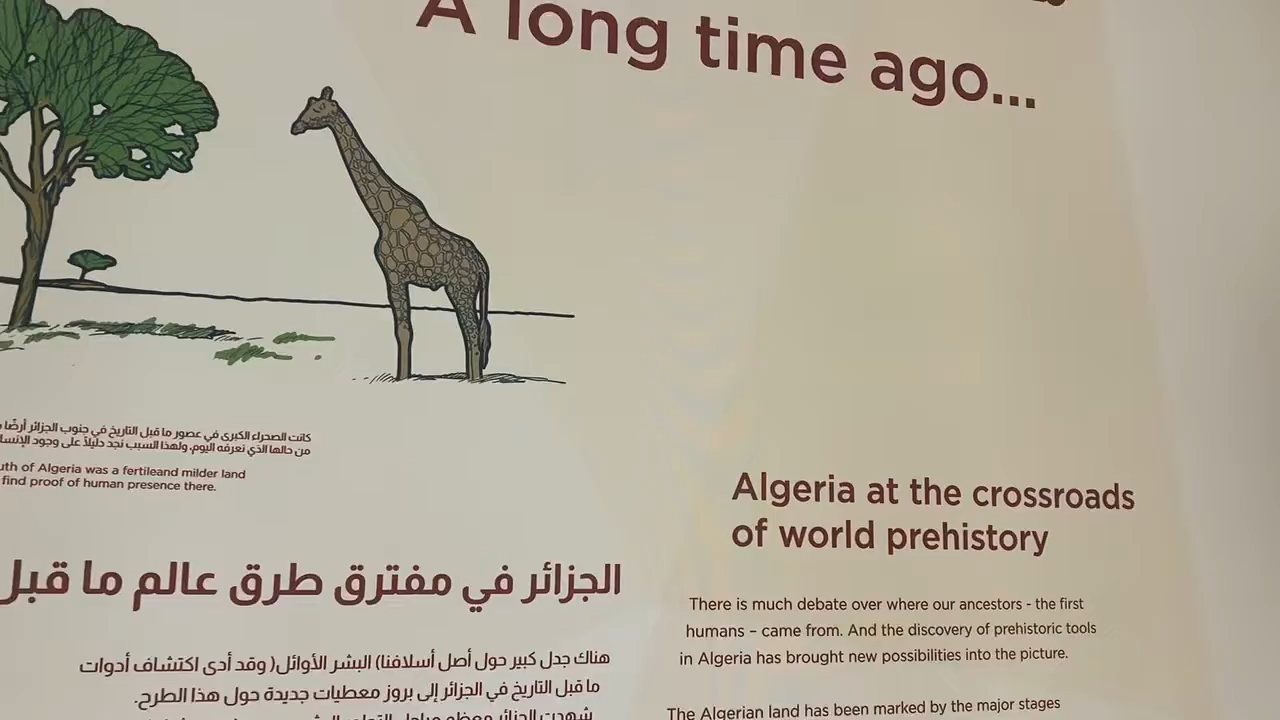 A long time ago...
كانت الصحراء الكبرى في عصور ما قبل التاريخ في جنوب الجزائر أرضًا
من حالها الذي نعرفه اليوم، ولهذا السبب نجد دليلاً على وجود الإنسا
uth of Algeria was a fertileand milder land
find proof of human presence there.
الجزائر في مفترق طرق عالم ما قبل
هناك جدل كبير حول أصل أسلافنا) البشر الأوائل( وقد أدى اكتشاف أدوات
ما قبل التاريخ في الجزائر إلى بروز معطيات جديدة حول هذا الطرح.
شهدت الجزائر معظم مراحل
Algeria at the crossroads
of world prehistory
There is much debate over where our ancestors - the first
humans – came from. And the discovery of prehistoric tools
in Algeria has brought new possibilities into the picture.
The Algerian land has been marked by the major stages